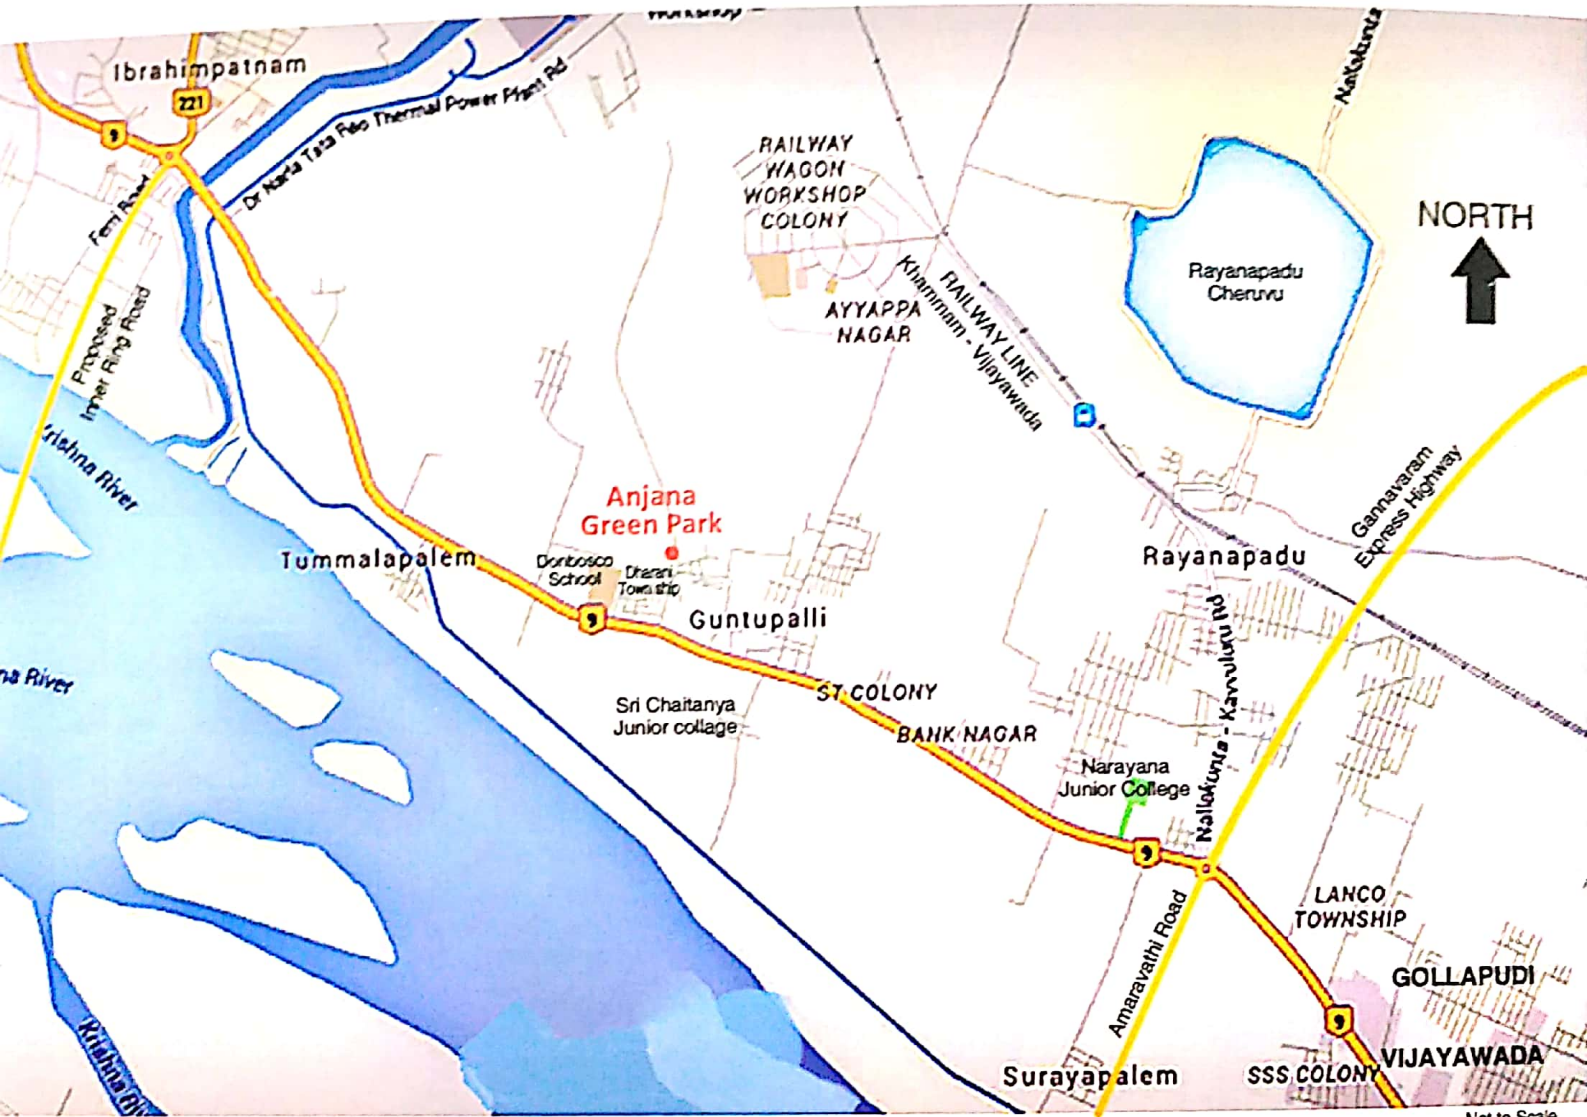 Workshop
Ibrahimpatnam
221
9
Dr Narla Tata Rao Thermal Power Plant Rd
Ferri Road
Proposed
Inner Ring Road
Krishna River
RAILWAY
WAGON
WORKSHOP
COLONY
AYYAPPA
NAGAR
RAILWAY LINE
Khammam - Vijayawada
Nallakunta
Rayanapadu
Cheruvu
NORTH
Gannavaram
Express Highway
Anjana
Green Park
Tummalapalem
Donbosco
School
Dharani
Township
9
Guntupalli
Rayanapadu
na River
Sri Chaitanya
Junior collage
ST COLONY
BANK NAGAR
Narayana
Junior College
Nallakunta - Kavuluru Rd
9
Amaravathi Road
LANCO
TOWNSHIP
GOLLAPUDI
9
Krishna Riv
Surayapalem
SSS COLONY
VIJAYAWADA
Not to Scale